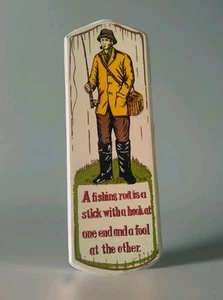 A fishing rod is a
stick with a hook at
one end and a fool
at the other.